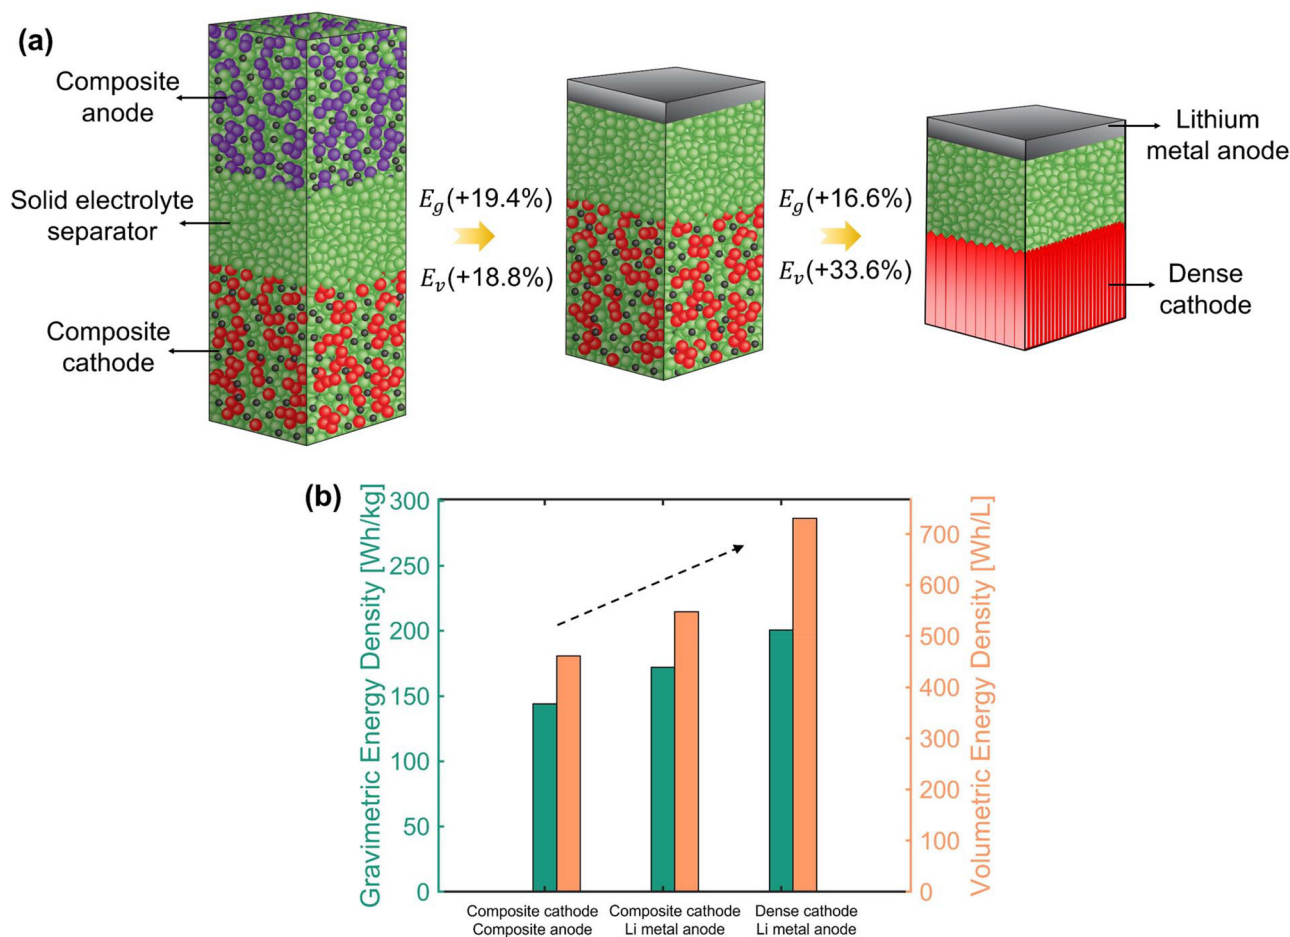 (a)
Composite
anode
Solid electrolyte
separator
Composite
cathode
E_g(+19.4%)
E_v(+18.8%)
E_g(+16.6%)
E_v(+33.6%)
Lithium
metal anode
Dense
cathode
(b)
Gravimetric Energy Density [Wh/kg]
300
250
200
150
100
50
0
Volumetric Energy Density [Wh/L]
700
600
500
400
300
200
100
0
Composite cathode
Composite anode
Composite cathode
Li metal anode
Dense cathode
Li metal anode